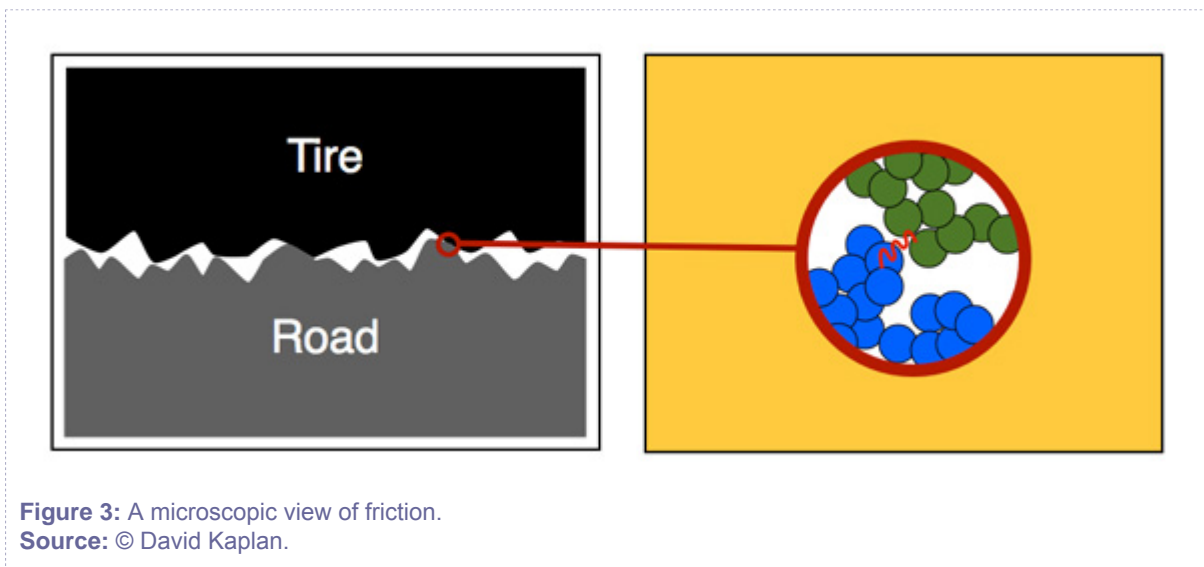 Tire
Road
Figure 3: A microscopic view of friction.
Source: © David Kaplan.